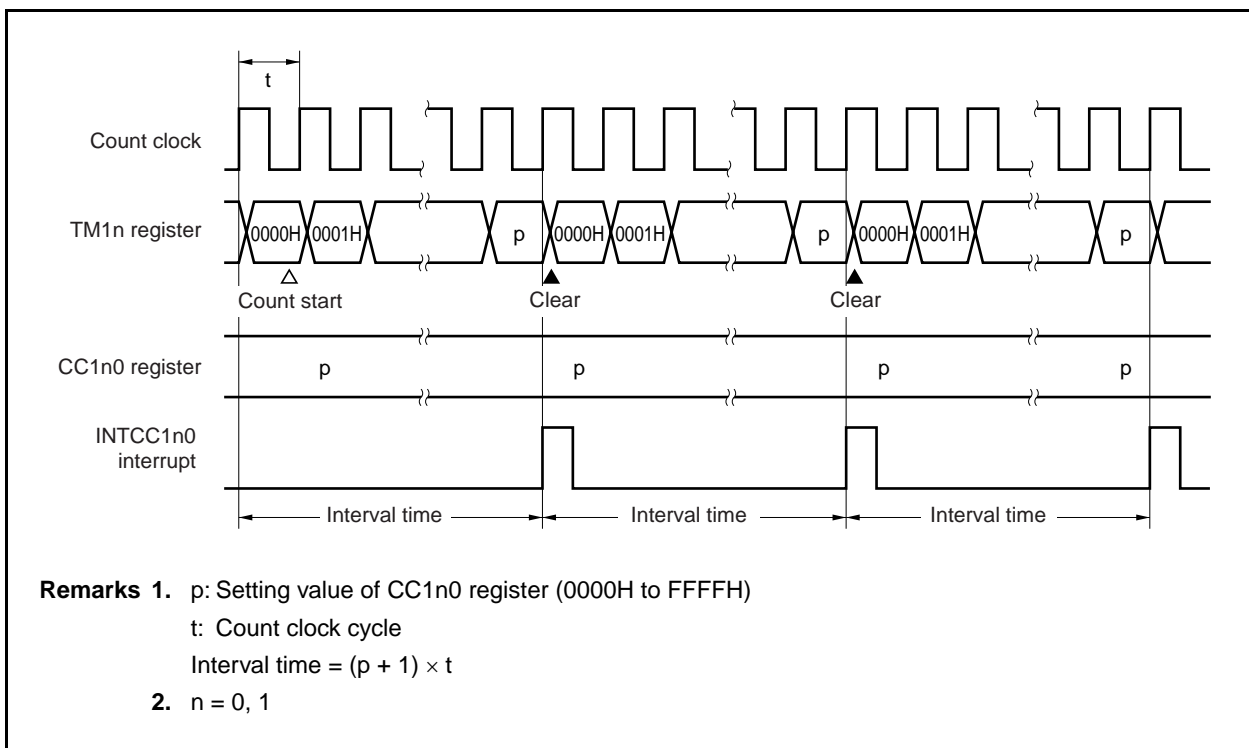 t
Count clock
TM1n register
0000H 0001H p 0000H 0001H p 0000H 0001H p
Count start Clear Clear
CC1n0 register
p p p p
INTCC1n0
interrupt
Interval time Interval time Interval time
Remarks 1. p: Setting value of CC1n0 register (0000H to FFFFH)
t: Count clock cycle
Interval time = (p + 1) × t
2. n = 0, 1